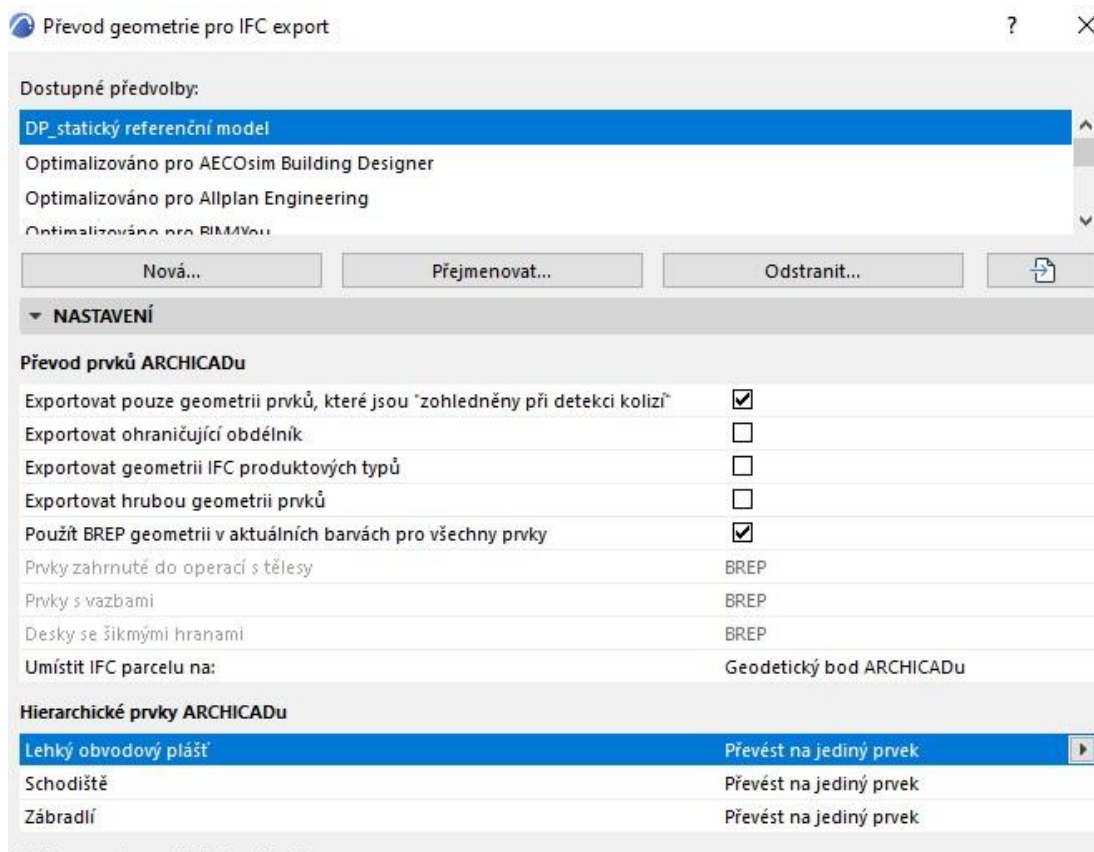 Převod geometrie pro IFC export ?
Dostupné předvolby:
DP_statický referenční model
Optimalizováno pro AECOsim Building Designer
Optimalizováno pro Allplan Engineering
Optimalizováno pro BIM4You
Nová... Přejmenovat... Odstranit...
NASTAVENÍ
Převod prvků ARCHICADu
Exportovat pouze geometrii prvků, které jsou "zohledněny při detekci kolizí"
Exportovat ohraničující obdélník
Exportovat geometrii IFC produktových typů
Exportovat hrubou geometrii prvků
Použít BREP geometrii v aktuálních barvách pro všechny prvky
Prvky zahrnuté do operací s tělesy BREP
Prvky s vazbami BREP
Desky se šikmými hranami BREP
Umístit IFC parcelu na: Geodetický bod ARCHICADu
Hierarchické prvky ARCHICADu
Lehký obvodový plášť Převést na jediný prvek
Schodiště Převést na jediný prvek
Zábradlí Převést na jediný prvek